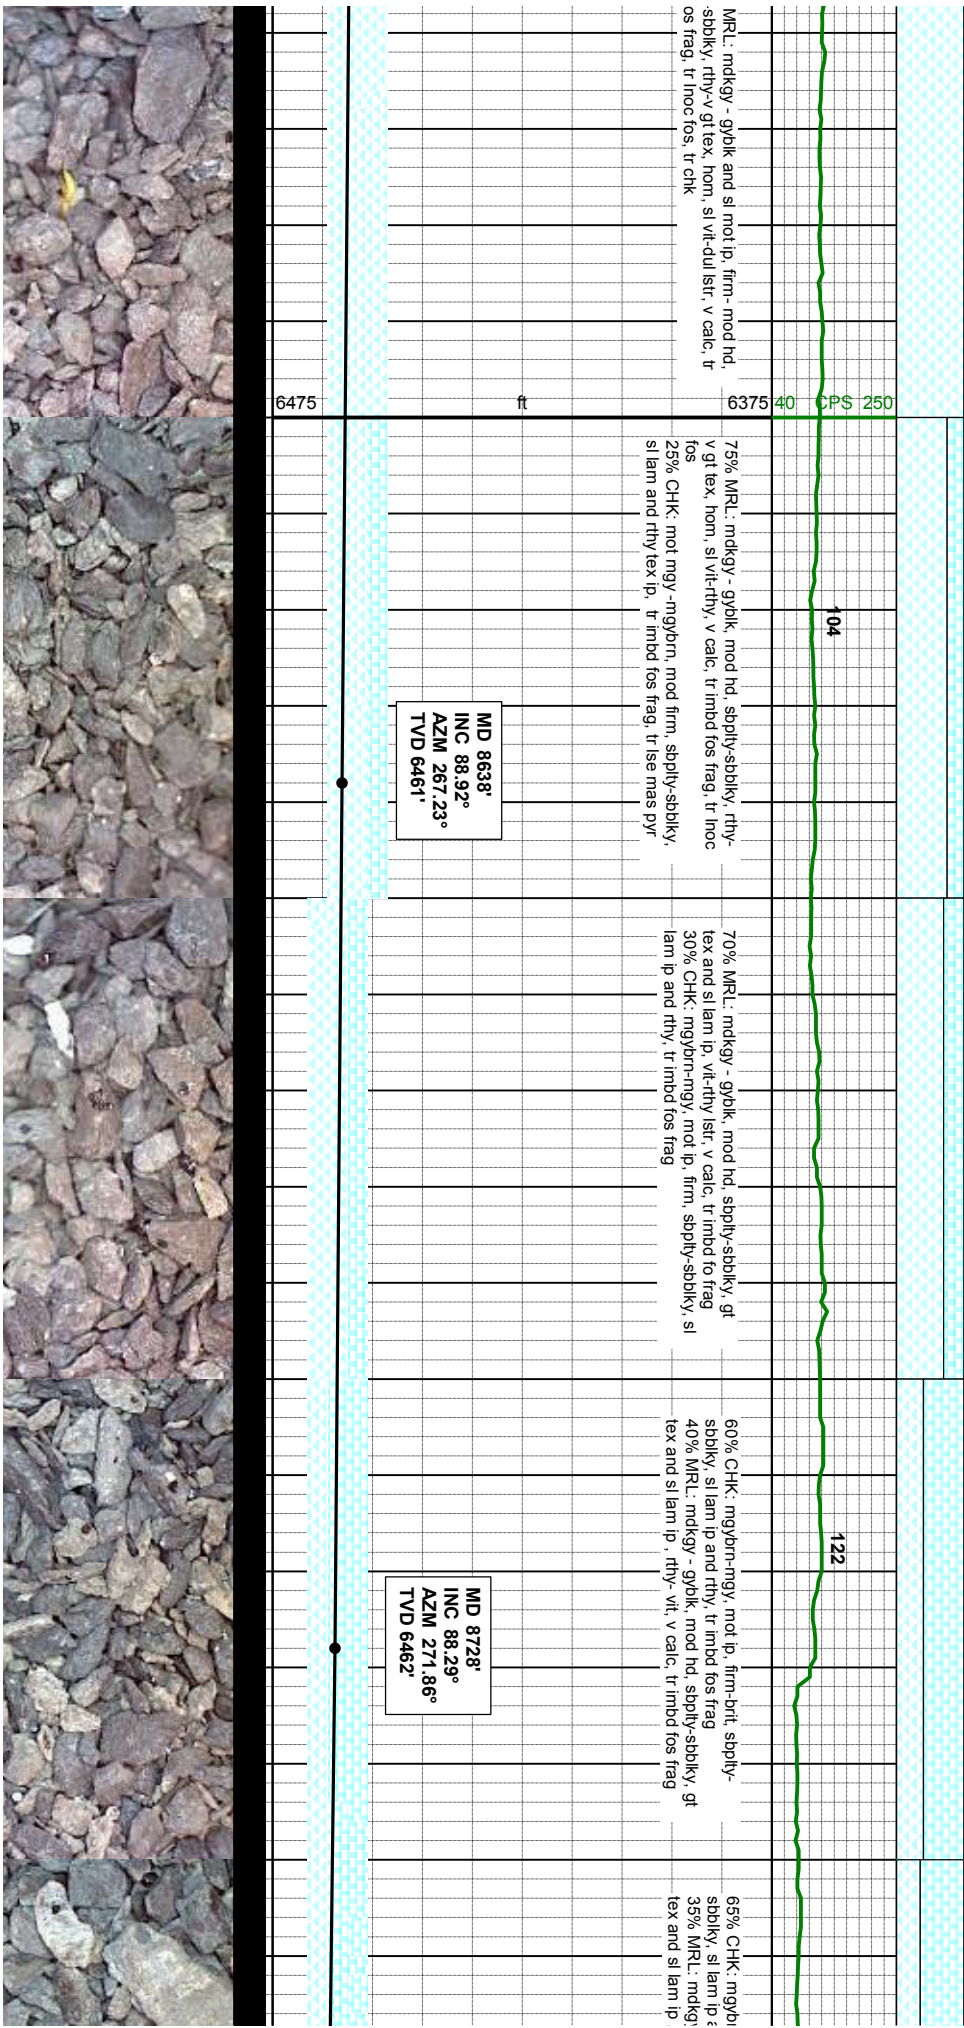 MRL: mdkgy - gyblk and sl mot ip, firm- mod hd,
-sbblky, rthy-v gt tex, hom, sl vit-dul lstr, v calc, tr
os frag, tr Inoc fos, tr chk
6475
ft
6375
40
CPS
250
75% MRL: mdkgy - gyblk, mod hd, sbplty-sbblky, rthy-
v gt tex, hom, sl vit-rthy, v calc, tr imbd fos frag, tr Inoc
fos
25% CHK: mot mgy -mgybrn, mod firm, sbplty-sbblky,
sl lam and rthy tex ip, tr imbd fos frag, tr lse mas pyr
104
MD 8638'
INC 88.92°
AZM 267.23°
TVD 6461'
70% MRL: mdkgy - gyblk, mod hd, sbplty-sbblky, gt
tex and sl lam ip, vit-rthy lstr, v calc, tr imbd fo frag
30% CHK: mgybrn-mgy, mot ip, firm, sbplty-sbblky, sl
lam ip and rthy, tr imbd fos frag
60% CHK: mgybrn-mgy, mot ip, firm-brit, sbplty-
sbblky, sl lam ip and rthy, tr imbd fos frag
40% MRL: mdkgy - gyblk, mod hd, sbplty-sbblky, gt
tex and sl lam ip , rthy- vit, v calc, tr imbd fos frag
122
MD 8728'
INC 88.29°
AZM 271.86°
TVD 6462'
65% CHK: mgybr
sbblky, sl lam ip a
35% MRL: mdkg
tex and sl lam ip